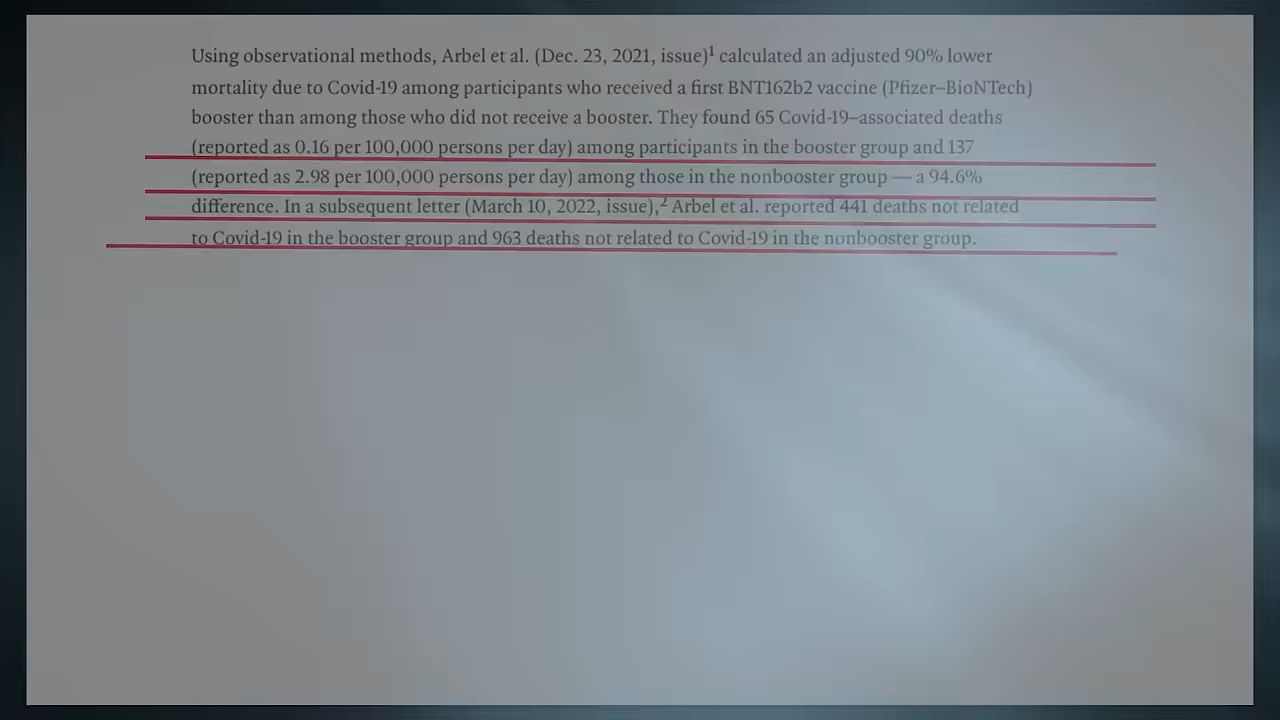 Using observational methods, Arbel et al. (Dec. 23, 2021, issue)¹ calculated an adjusted 90% lower
mortality due to Covid-19 among participants who received a first BNT162b2 vaccine (Pfizer–BioNTech)
booster than among those who did not receive a booster. They found 65 Covid-19–associated deaths
(reported as 0.16 per 100,000 persons per day) among participants in the booster group and 137
(reported as 2.98 per 100,000 persons per day) among those in the nonbooster group — a 94.6%
difference. In a subsequent letter (March 10, 2022, issue),² Arbel et al. reported 441 deaths not related
to Covid-19 in the booster group and 963 deaths not related to Covid-19 in the nonbooster group.